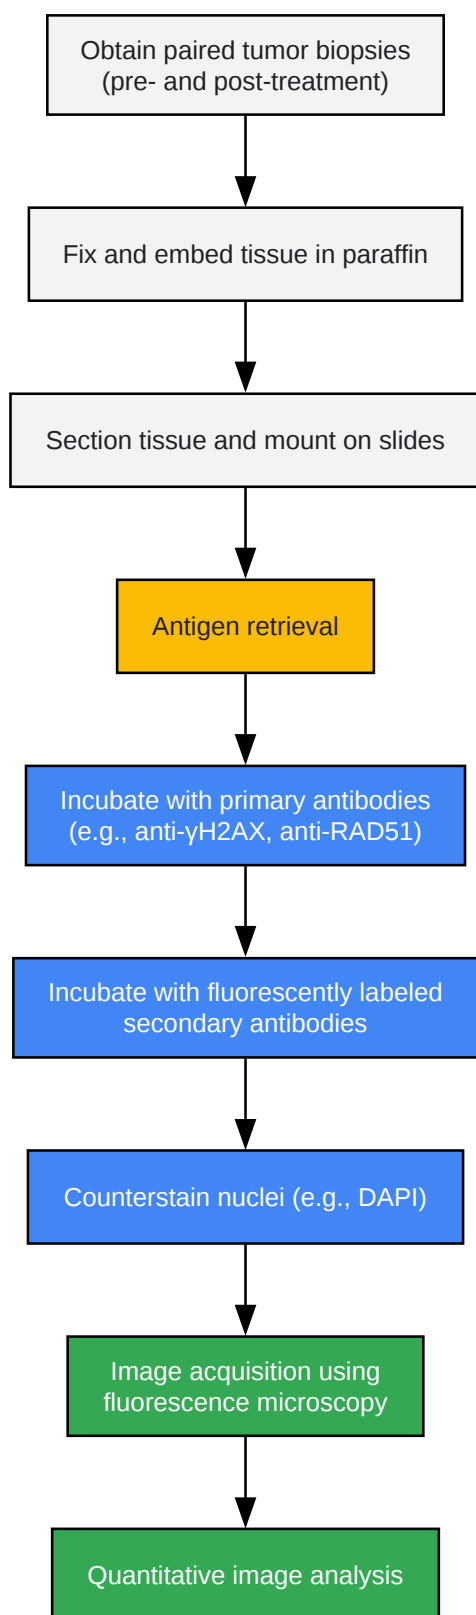 Obtain paired tumor biopsies
(pre- and post-treatment)
Fix and embed tissue in paraffin
Section tissue and mount on slides
Antigen retrieval
Incubate with primary antibodies
(e.g., anti-γH2AX, anti-RAD51)
Incubate with fluorescently labeled
secondary antibodies
Counterstain nuclei (e.g., DAPI)
Image acquisition using
fluorescence microscopy
Quantitative image analysis